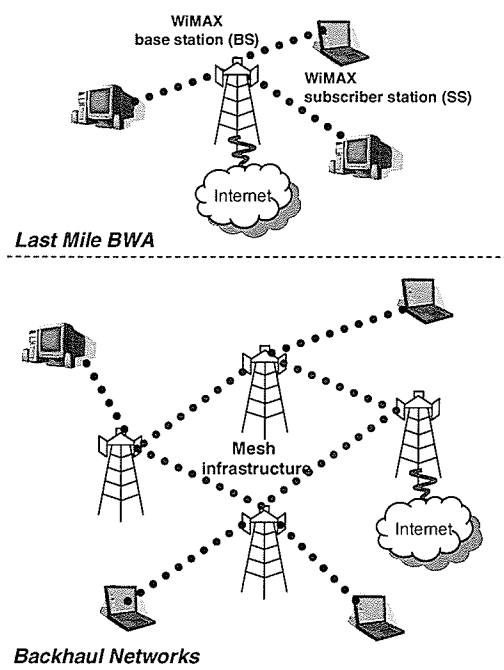 WiMAX
base station (BS)
WiMAX
subscriber station (SS)
Internet
Last Mile BWA
Mesh
infrastructure
Internet
Backhaul Networks